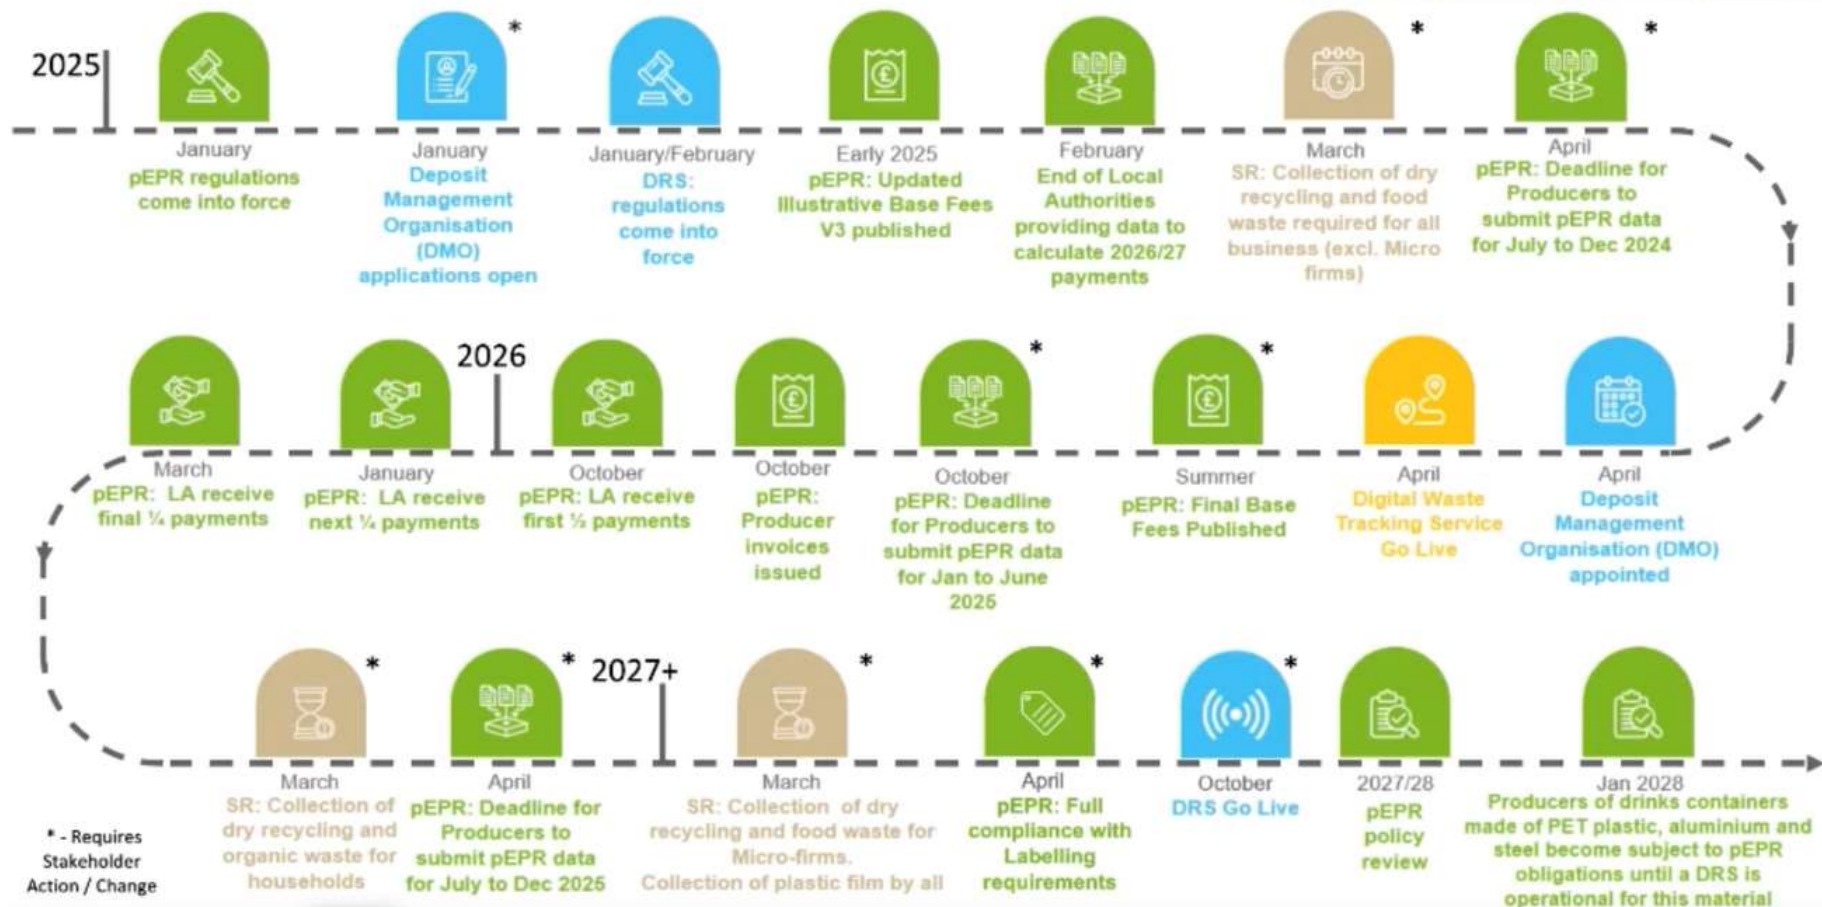 2025
*
*
*
January
pEPR regulations
come into force
January
Deposit
Management
Organisation
(DMO)
applications open
January/February
DRS:
regulations
come into
force
Early 2025
pEPR: Updated
Illustrative Base Fees
V3 published
February
End of Local
Authorities
providing data to
calculate 2026/27
payments
March
SR: Collection of dry
recycling and food
waste required for all
business (excl. Micro
firms)
April
pEPR: Deadline for
Producers to
submit pEPR data
for July to Dec 2024
2026
*
*
March
pEPR: LA receive
final ¼ payments
January
pEPR: LA receive
next ¼ payments
October
pEPR: LA receive
first ½ payments
October
pEPR:
Producer
invoices
issued
October
pEPR: Deadline
for Producers to
submit pEPR data
for Jan to June
2025
Summer
pEPR: Final Base
Fees Published
April
Digital Waste
Tracking Service
Go Live
April
Deposit
Management
Organisation (DMO)
appointed
*
*
2027+
*
*
*
March
SR: Collection of
dry recycling and
organic waste for
households
April
pEPR: Deadline for
Producers to
submit pEPR data
for July to Dec 2025
March
SR: Collection of dry
recycling and food waste for
Micro-firms.
Collection of plastic film by all
April
pEPR: Full
compliance with
Labelling
requirements
October
DRS Go Live
2027/28
pEPR
policy
review
Jan 2028
Producers of drinks containers
made of PET plastic, aluminium and
steel become subject to pEPR
obligations until a DRS is
operational for this material
* - Requires
Stakeholder
Action / Change